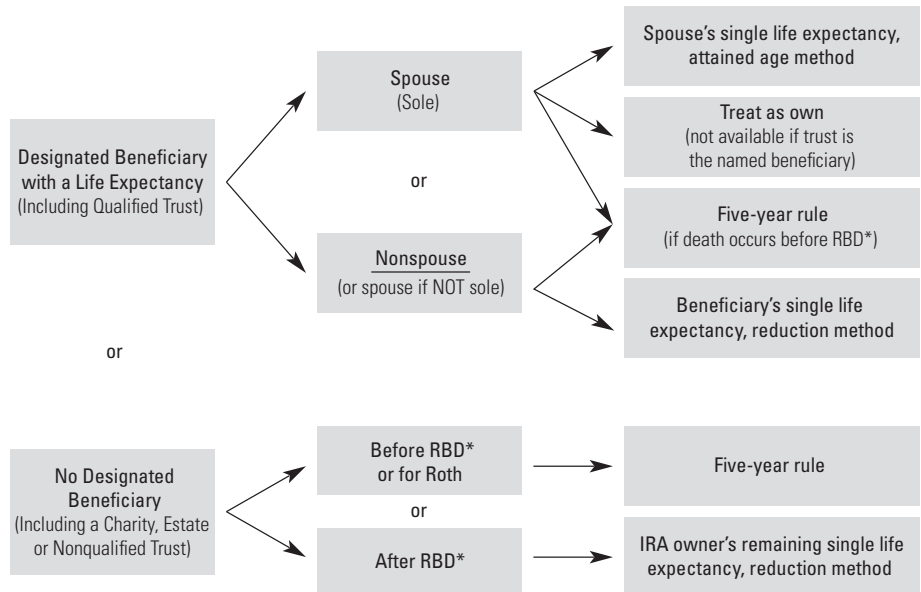 Designated Beneficiary
with a Life Expectancy
(Including Qualified Trust)
or
No Designated
Beneficiary
(Including a Charity, Estate
or Nonqualified Trust)
Spouse
(Sole)
or
Nonspouse
(or spouse if NOT sole)
Before RBD*
or for Roth
or
After RBD*
Spouse's single life expectancy,
attained age method
Treat as own
(not available if trust is
the named beneficiary)
Five-year rule
(if death occurs before RBD*)
Beneficiary's single life
expectancy, reduction method
Five-year rule
IRA owner's remaining single life
expectancy, reduction method